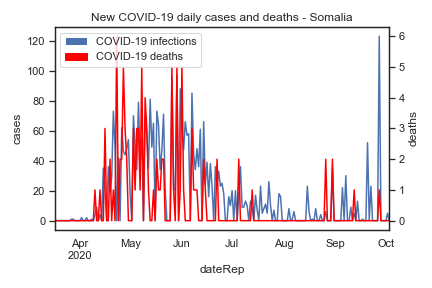 New COVID-19 daily cases and deaths - Somalia
COVID-19 infections
COVID-19 deaths
120
100
80
60
40
20
0
cases
6
5
4
3
2
1
0
deaths
Apr May Jun Jul Aug Sep Oct
2020
dateRep